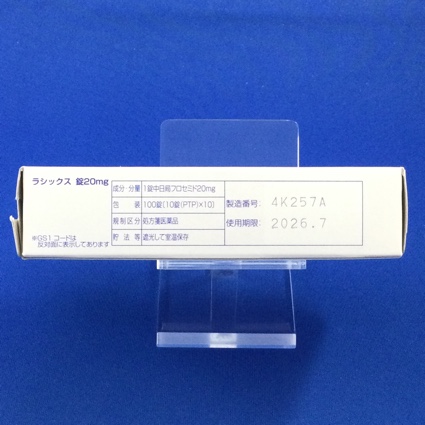 ラシックス 錠20mg
成分・分量 1錠中日局フロセミド20mg
包装 100錠〔10錠(PTP)×10〕
規制区分 処方箋医薬品
貯法等 遮光して室温保存
製造番号: 4K257A
使用期限: 2026.7
※GS1コードは
反対面に表示してあります